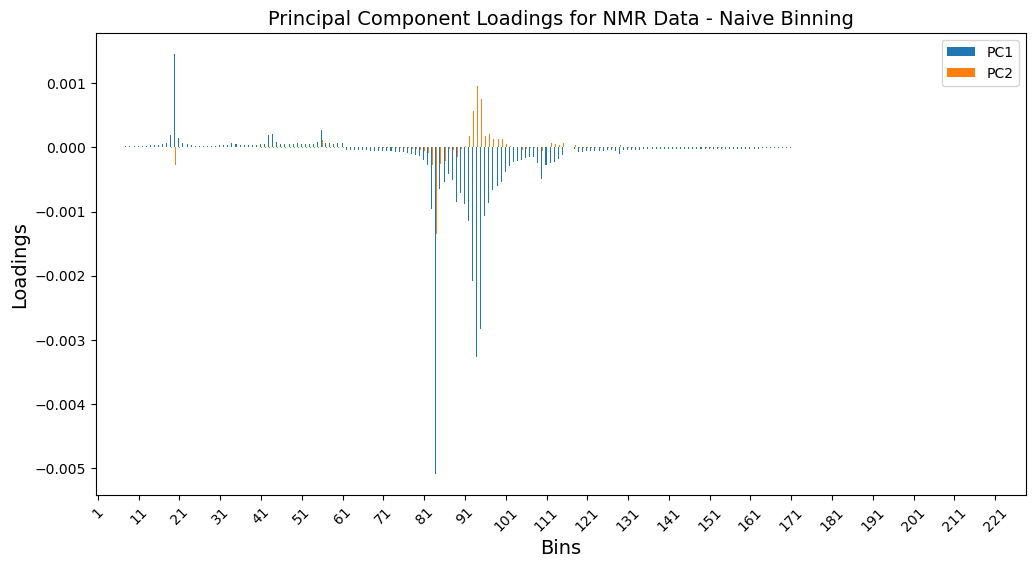 Principal Component Loadings for NMR Data - Naive Binning
PC1
PC2
Loadings
0.001
0.000
−0.001
−0.002
−0.003
−0.004
−0.005
1 11 21 31 41 51 61 71 81 91 101 111 121 131 141 151 161 171 181 191 201 211 221
Bins